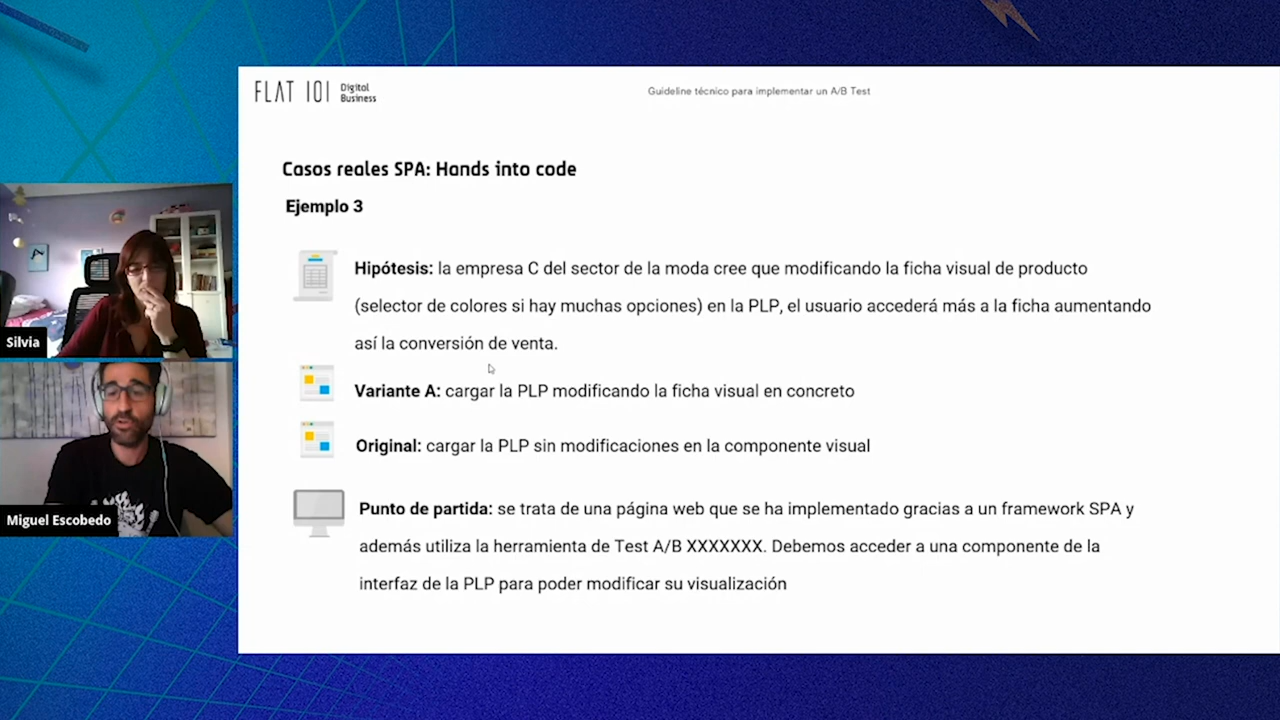 FLAT 101 Digital Business
Guideline técnico para implementar un A/B Test
Casos reales SPA: Hands into code
Ejemplo 3
Hipótesis: la empresa C del sector de la moda cree que modificando la ficha visual de producto
(selector de colores si hay muchas opciones) en la PLP, el usuario accederá más a la ficha aumentando
así la conversión de venta.
Variante A: cargar la PLP modificando la ficha visual en concreto
Original: cargar la PLP sin modificaciones en la componente visual
Punto de partida: se trata de una página web que se ha implementado gracias a un framework SPA y
además utiliza la herramienta de Test A/B XXXXXXX. Debemos acceder a una componente de la
interfaz de la PLP para poder modificar su visualización
Silvia
Miguel Escobedo